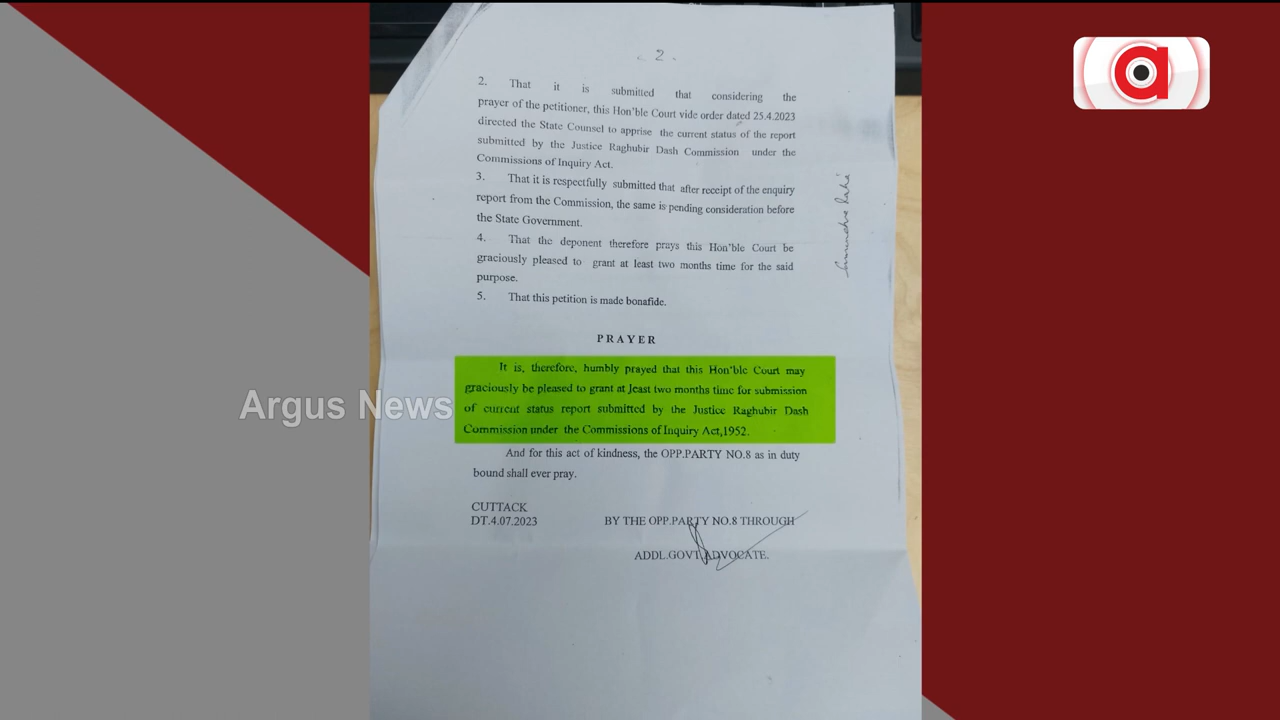 - 2 -
2. That it is submitted that considering the
prayer of the petitioner, this Hon'ble Court vide order dated 25.4.2023
directed the State Counsel to apprise the current status of the report
submitted by the Justice Raghubir Dash Commission under the
Commissions of Inquiry Act.
3. That it is respectfully submitted that after receipt of the enquiry
report from the Commission, the same is pending consideration before
the State Government.
4. That the deponent therefore prays this Hon'ble Court be
graciously pleased to grant at least two months time for the said
purpose.
5. That this petition is made bonafide.
PRAYER
It is, therefore, humbly prayed that this Hon'ble Court may
graciously be pleased to grant at least two months time for submission
of current status report submitted by the Justice Raghubir Dash
Commission under the Commissions of Inquiry Act,1952.
And for this act of kindness, the OPP.PARTY NO.8 as in duty
bound shall ever pray.
CUTTACK
DT.4.07.2023
BY THE OPP.PARTY NO.8 THROUGH
ADDL.GOVT.ADVOCATE.
Argus News
a